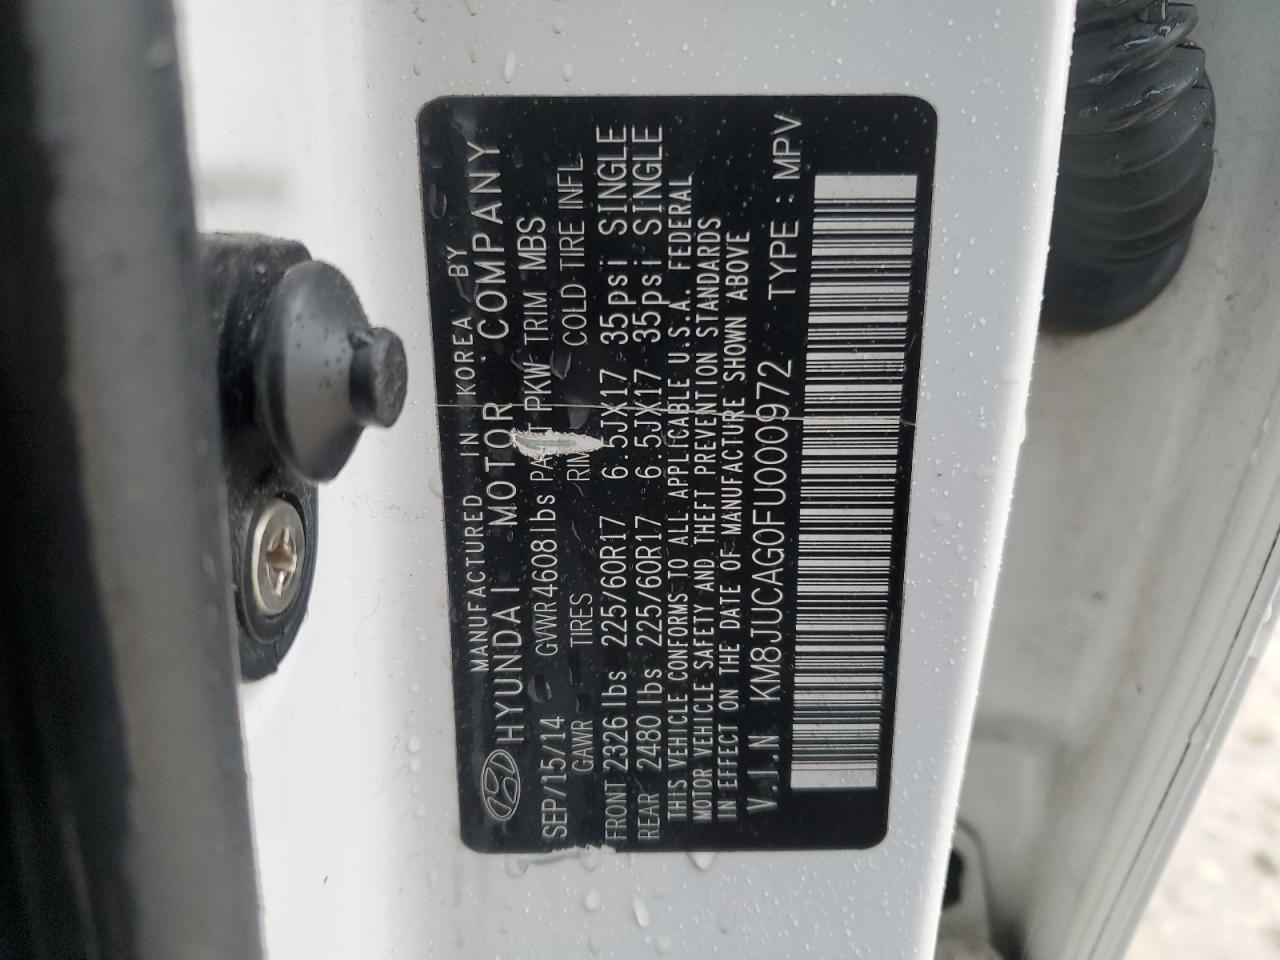 MANUFACTURED IN KOREA BY
HYUNDAI MOTOR COMPANY
SEP/15/14 GVWR 4608 lbs PAINT PKW TRIM MBS
GAWR TIRES RIM COLD TIRE INFL
FRONT 2326 lbs 225/60R17 6.5JX17 35psi SINGLE
REAR 2480 lbs 225/60R17 6.5JX17 35psi SINGLE
THIS VEHICLE CONFORMS TO ALL APPLICABLE U.S.A. FEDERAL
MOTOR VEHICLE SAFETY AND THEFT PREVENTION STANDARDS
IN EFFECT ON THE DATE OF MANUFACTURE SHOWN ABOVE
V.I.N KM8JUCAG0FU000972 TYPE : MPV